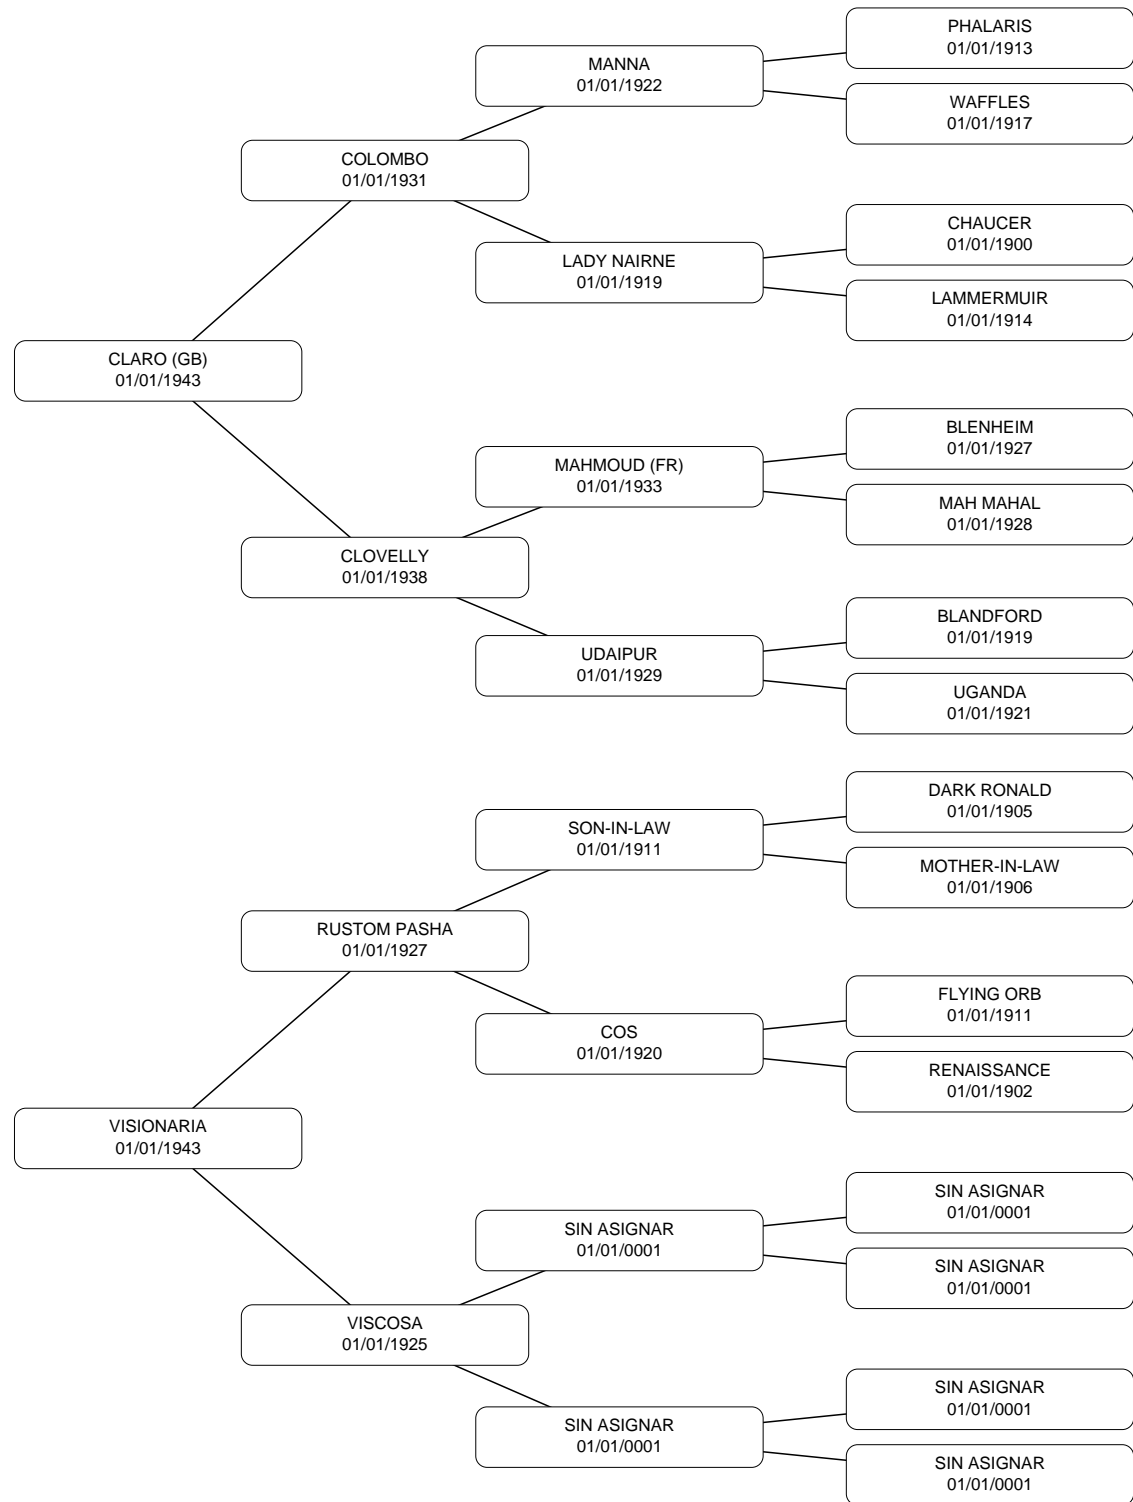 PHALARIS
01/01/1913
MANNA
01/01/1922
WAFFLES
01/01/1917
COLOMBO
01/01/1931
CHAUCER
01/01/1900
LADY NAIRNE
01/01/1919
LAMMERMUIR
01/01/1914
CLARO (GB)
01/01/1943
BLENHEIM
01/01/1927
MAHMOUD (FR)
01/01/1933
MAH MAHAL
01/01/1928
CLOVELLY
01/01/1938
BLANDFORD
01/01/1919
UDAIPUR
01/01/1929
UGANDA
01/01/1921
DARK RONALD
01/01/1905
SON-IN-LAW
01/01/1911
MOTHER-IN-LAW
01/01/1906
RUSTOM PASHA
01/01/1927
FLYING ORB
01/01/1911
COS
01/01/1920
RENAISSANCE
01/01/1902
VISIONARIA
01/01/1943
SIN ASIGNAR
01/01/0001
SIN ASIGNAR
01/01/0001
SIN ASIGNAR
01/01/0001
VISCOSA
01/01/1925
SIN ASIGNAR
01/01/0001
SIN ASIGNAR
01/01/0001
SIN ASIGNAR
01/01/0001